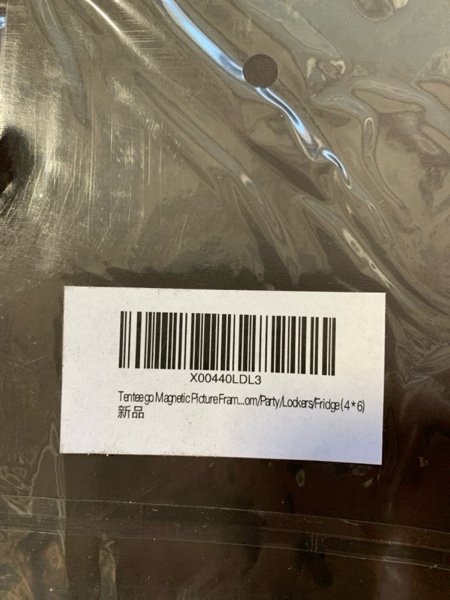 X00440LDL3
Tenteego Magnetic Picture Fram...om/Party/Lockers/Fridge (4*6)
新品